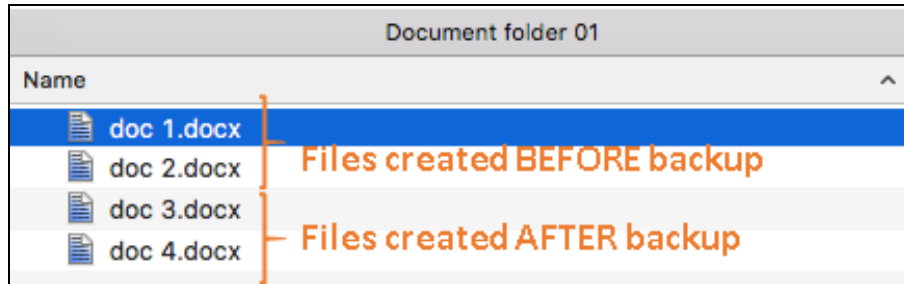 Document folder 01
Name
doc 1.docx
doc 2.docx
Files created BEFORE backup
doc 3.docx
doc 4.docx
Files created AFTER backup